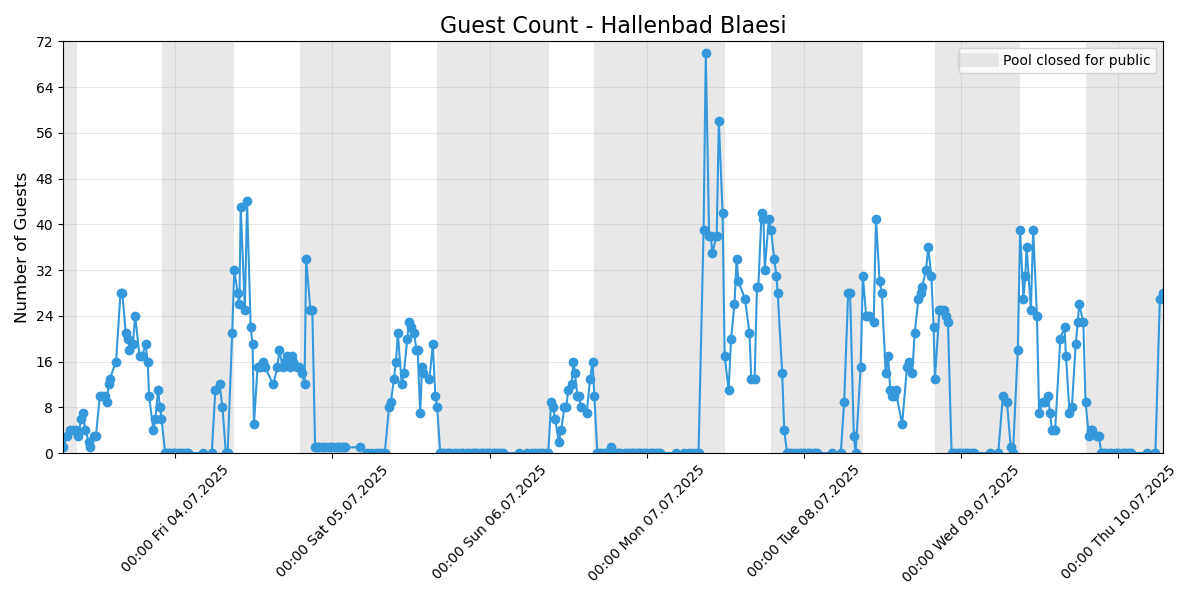 Guest Count - Hallenbad Blaesi
Pool closed for public
Number of Guests
72
64
56
48
40
32
24
16
8
0
00:00 Fri 04.07.2025
00:00 Sat 05.07.2025
00:00 Sun 06.07.2025
00:00 Mon 07.07.2025
00:00 Tue 08.07.2025
00:00 Wed 09.07.2025
00:00 Thu 10.07.2025